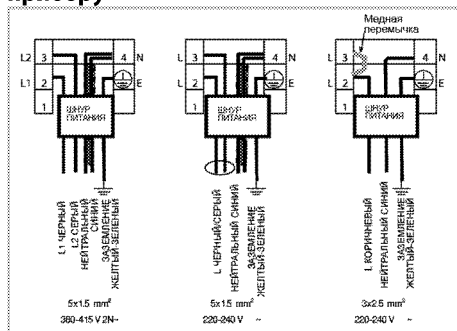 прибору
Медная
перемычка
L2 3 4 N
L1 2 E
1
ШНУР
ПИТАНИЯ
L1 ЧЕРНЫЙ
L2 СЕРЫЙ
НЕЙТРАЛЬНЫЙ
СИНИЙ
ЗАЗЕМЛЕНИЕ
ЖЕЛТЫЙ-ЗЕЛЕНЫЙ
5x1.5 mm²
380-415 V 2N~
L 3 4 N
L 2 E
1
ШНУР
ПИТАНИЯ
L ЧЕРНЫЙ/СЕРЫЙ
НЕЙТРАЛЬНЫЙ СИНИЙ
ЗАЗЕМЛЕНИЕ
ЖЕЛТЫЙ-ЗЕЛЕНЫЙ
5x1.5 mm²
220-240 V ~
L 3 4 N
L 2 E
1
ШНУР
ПИТАНИЯ
L КОРИЧНЕВЫЙ
НЕЙТРАЛЬНЫЙ СИНИЙ
ЗАЗЕМЛЕНИЕ
ЖЕЛТЫЙ-ЗЕЛЕНЫЙ
3x2.5 mm²
220-240 V ~